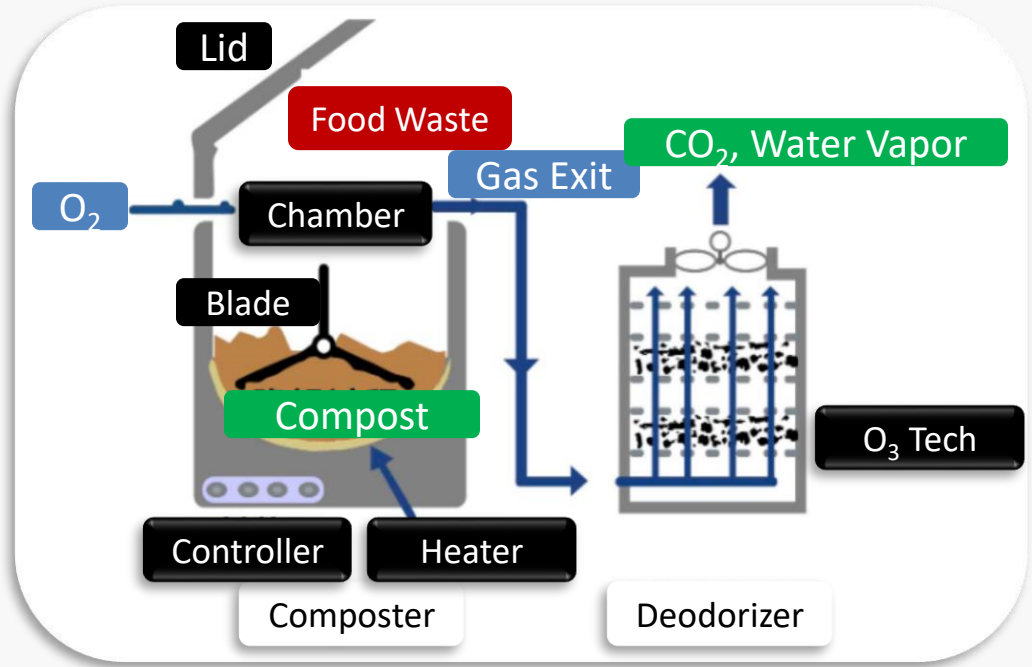 Lid
Food Waste
CO₂, Water Vapor
Gas Exit
O₂
Chamber
Blade
Compost
O₃ Tech
Controller
Heater
Composter
Deodorizer